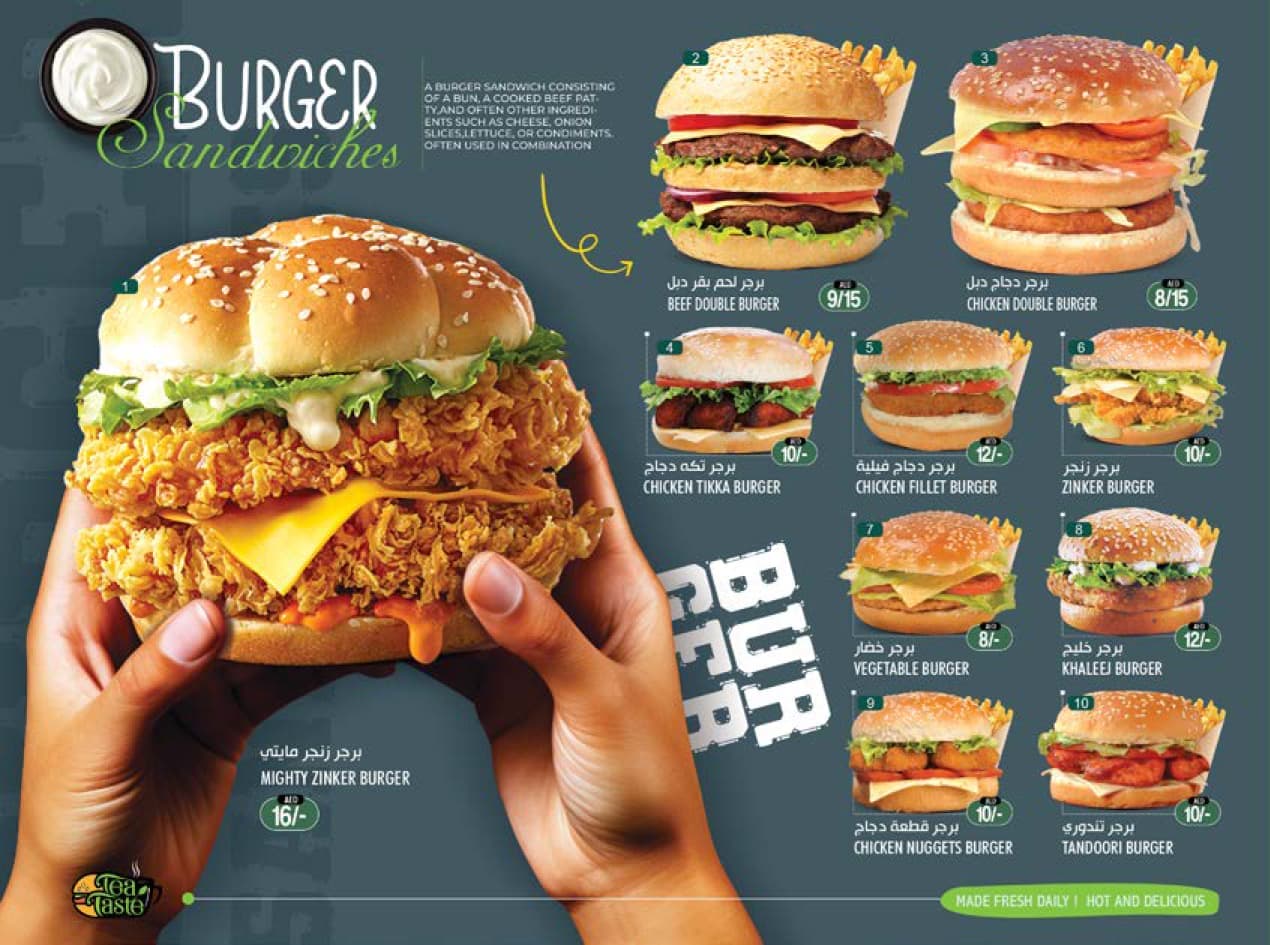 BURGER
Sandwiches
A BURGER SANDWICH CONSISTING
OF A BUN, A COOKED BEEF PAT-
TY,AND OFTEN OTHER INGREDI-
ENTS SUCH AS CHEESE, ONION
SLICES,LETTUCE, OR CONDIMENTS.
OFTEN USED IN COMBINATION
1
برجر زنجر مايتي
MIGHTY ZINKER BURGER
AED
16/-
2
برجر لحم بقر دبل
BEEF DOUBLE BURGER
AED
9/15
3
برجر دجاج دبل
CHICKEN DOUBLE BURGER
AED
8/15
4
برجر تكه دجاج
CHICKEN TIKKA BURGER
AED
10/-
5
برجر دجاج فيلية
CHICKEN FILLET BURGER
AED
12/-
6
برجر زنجر
ZINKER BURGER
AED
10/-
7
برجر خضار
VEGETABLE BURGER
AED
8/-
8
برجر خليج
KHALEEJ BURGER
AED
12/-
9
برجر قطعة دجاج
CHICKEN NUGGETS BURGER
AED
10/-
10
برجر تندوري
TANDOORI BURGER
AED
10/-
BUR
GER
Tea
Taste
MADE FRESH DAILY ! HOT AND DELICIOUS